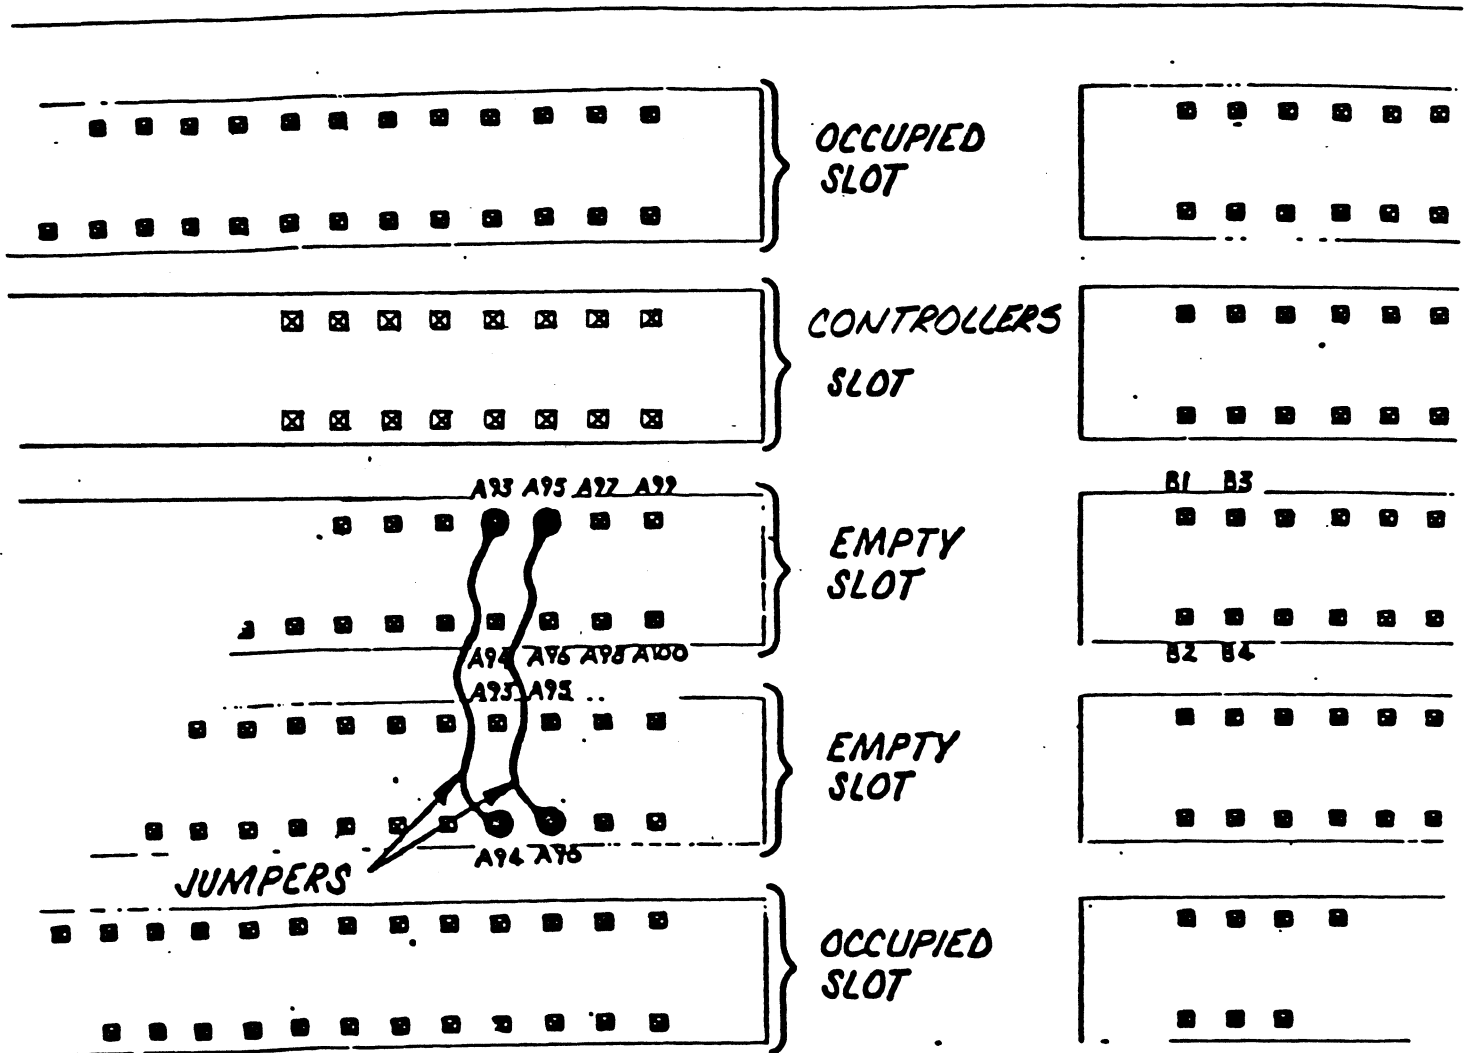 OCCUPIED
SLOT
CONTROLLERS
SLOT
A93 A95 A97 A99
B1 B3
EMPTY
SLOT
A94 A96 A98 A100
B2 B4
A93 A95
EMPTY
SLOT
A94 A96
JUMPERS
OCCUPIED
SLOT